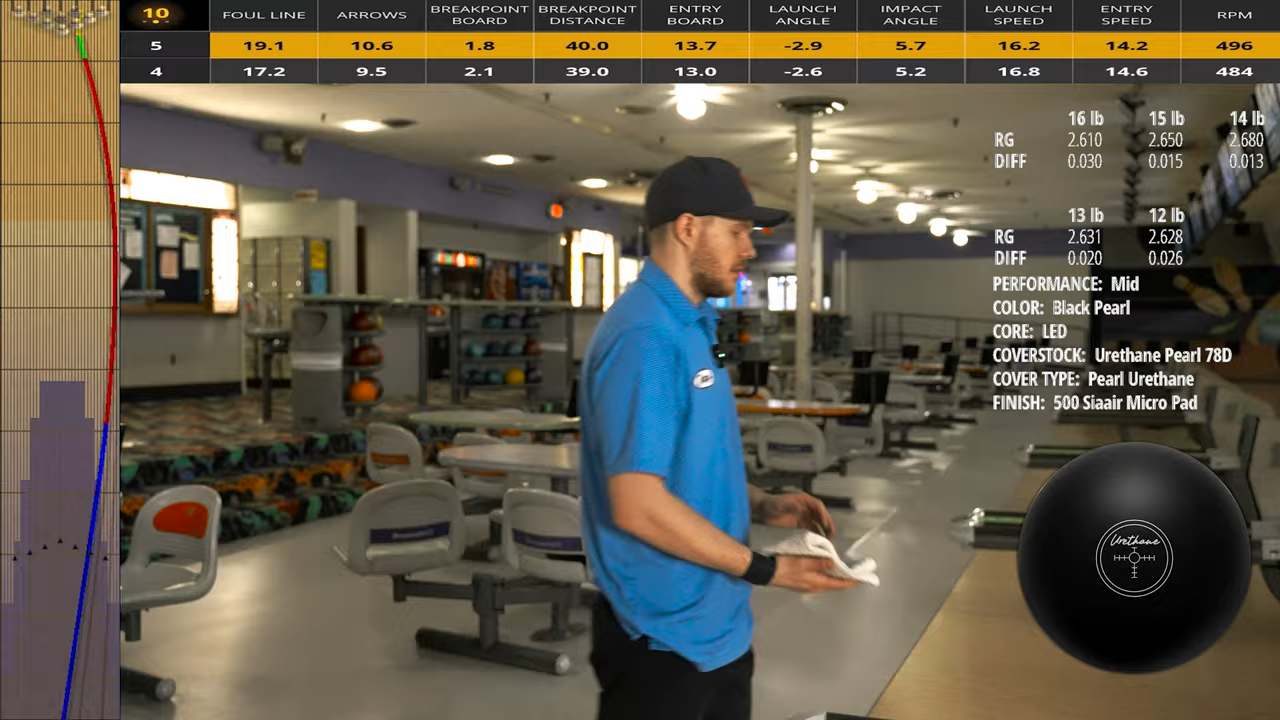 10 FOUL LINE ARROWS BREAKPOINT BOARD BREAKPOINT DISTANCE ENTRY BOARD LAUNCH ANGLE IMPACT ANGLE LAUNCH SPEED ENTRY SPEED RPM
5 19.1 10.6 1.8 40.0 13.7 -2.9 5.7 16.2 14.2 496
4 17.2 9.5 2.1 39.0 13.0 -2.6 5.2 16.8 14.6 484
16 lb 15 lb 14 lb
RG 2.610 2.650 2.680
DIFF 0.030 0.015 0.013
13 lb 12 lb
RG 2.631 2.628
DIFF 0.020 0.026
PERFORMANCE: Mid
COLOR: Black Pearl
CORE: LED
COVERSTOCK: Urethane Pearl 78D
COVER TYPE: Pearl Urethane
FINISH: 500 Siaair Micro Pad
Urethane